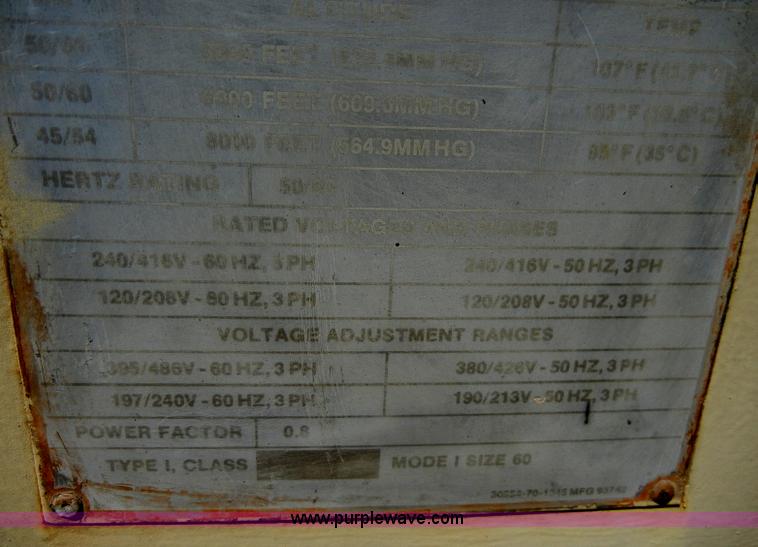 ALTITUDE TEMP
50/60 FEET
50/60 6000 FEET (609.0MMHG)
45/54 8000 FEET (564.9MMHG) 95°F (35°C)
HERTZ RATING 50/60
RATED VOLTAGES AND RANGES
240/416V - 60 HZ, 3 PH 240/416V - 50 HZ, 3 PH
120/208V - 60 HZ, 3 PH 120/208V - 50 HZ, 3 PH
VOLTAGE ADJUSTMENT RANGES
395/486V - 60 HZ, 3 PH 380/426V - 50 HZ, 3 PH
197/240V - 60 HZ, 3 PH 190/213V - 50 HZ, 3 PH
POWER FACTOR 0.8
TYPE I, CLASS MODE I SIZE 60
MFG
www.purplewave.com